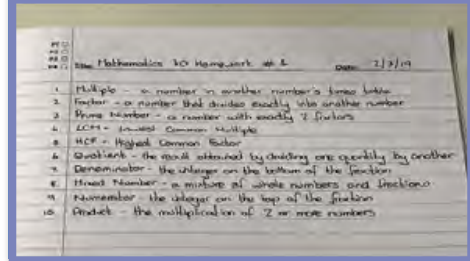 Title: Mathematics KO Homework # 1 Date: 2/9/19
1 Multiple - a number in another number's times table
2 Factor - a number that divides exactly into another number
3 Prime Number - a number with exactly 2 factors
4 LCM - Lowest Common Multiple
5 HCF - Highest Common Factor
6 Quotient - the result obtained by dividing one quantity by another
7 Denominator - the integer on the bottom of the fraction
8 Mixed Number - a mixture of whole numbers and fractions
9 Numerator - the integer on the top of the fraction
10 Product - the multiplication of 2 or more numbers